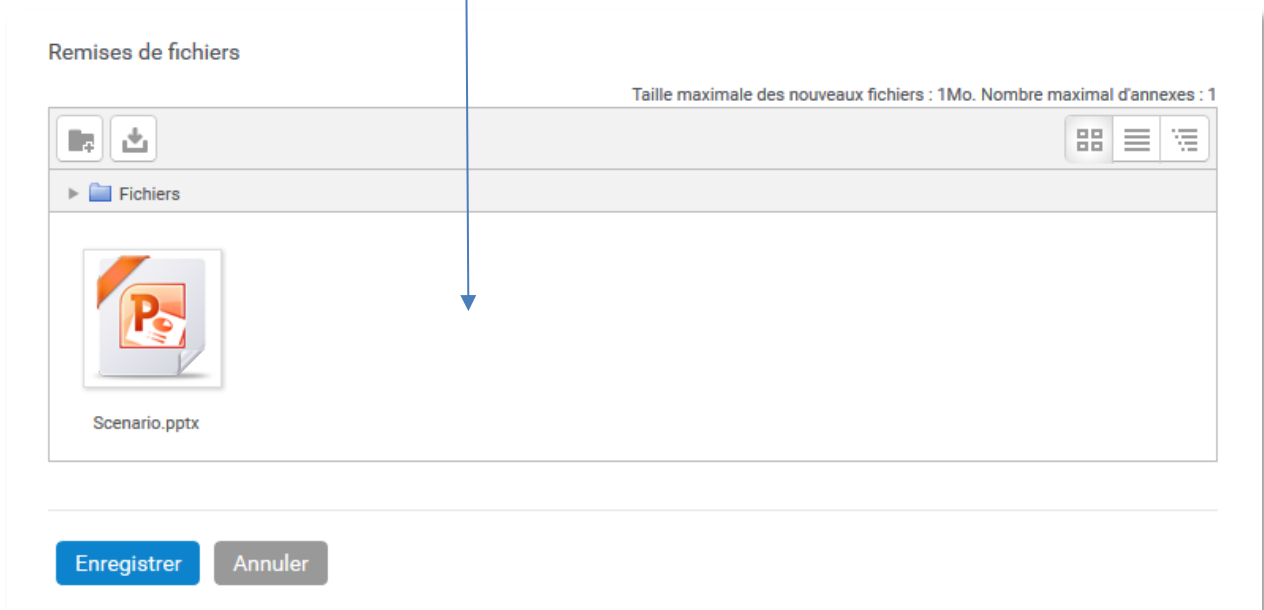 Remises de fichiers
Taille maximale des nouveaux fichiers : 1Mo. Nombre maximal d'annexes : 1
Fichiers
P
Scenario.pptx
Enregistrer Annuler